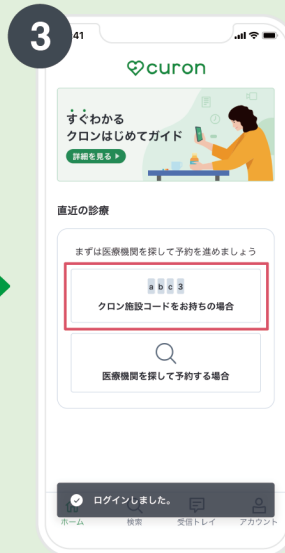 3
41
curon
すぐわかる
クロンはじめてガイド
詳細を見る
直近の診療
まずは医療機関を探して予約を進めましょう
a b c 3
クロン施設コードをお持ちの場合
医療機関を探して予約する場合
ログインしました。
ホーム 検索 受信トレイ アカウント